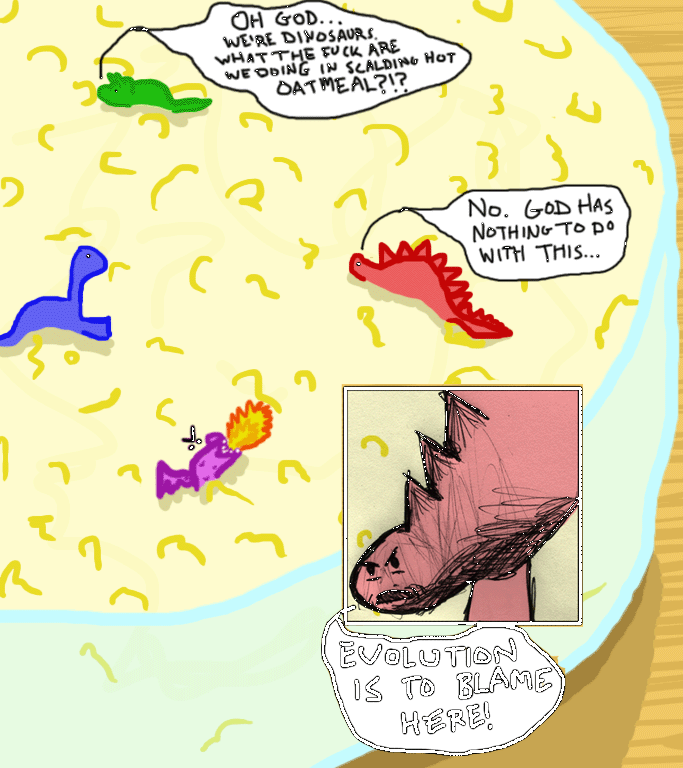 OH GOD...
WE'RE DINOSAURS.
WHAT THE FUCK ARE
WE DOING IN SCALDING HOT
OATMEAL?!?
NO. GOD HAS
NOTHING TO DO
WITH THIS...
EVOLUTION
IS TO BLAME
HERE!